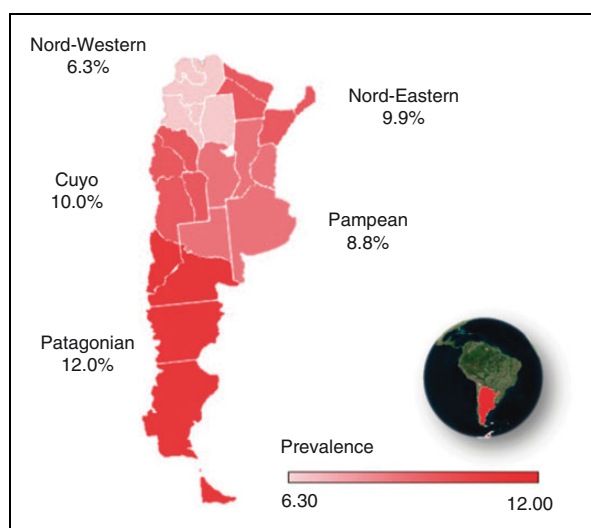 Nord-Western
6.3%
Nord-Eastern
9.9%
Cuyo
10.0%
Pampean
8.8%
Patagonian
12.0%
Prevalence
6.30
12.00